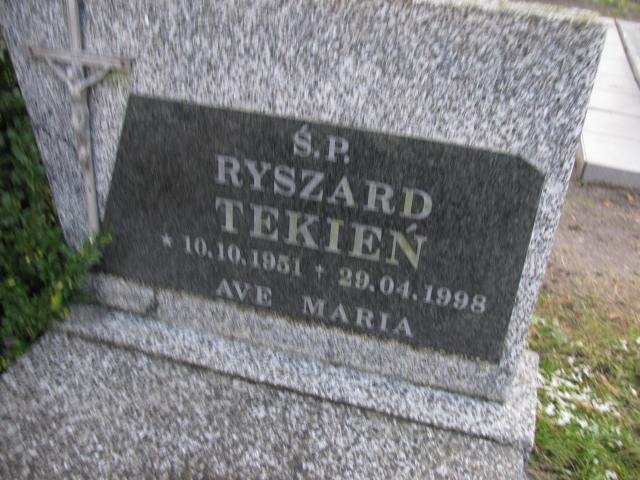 Ś.P.
RYSZARD
TEKIEŃ
★ 10.10.1951 † 29.04.1998
AVE MARIA